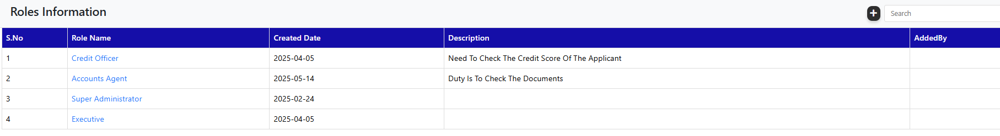 Roles Information
Search
S.No Role Name Created Date Description AddedBy
1 Credit Officer 2025-04-05 Need To Check The Credit Score Of The Applicant
2 Accounts Agent 2025-05-14 Duty Is To Check The Documents
3 Super Administrator 2025-02-24
4 Executive 2025-04-05